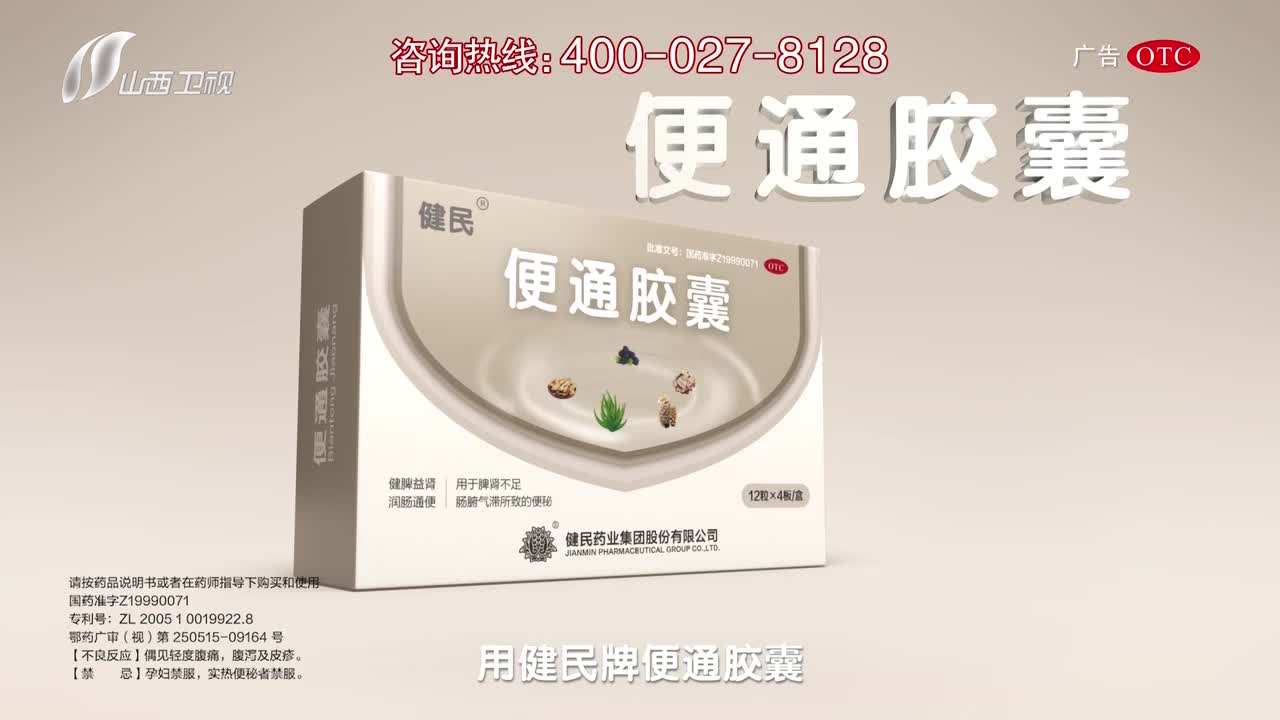 山西卫视
咨询热线:400-027-8128
广告 OTC
便通胶囊
健民®
批准文号:国药准字Z19990071 OTC
便通胶囊
便通胶囊
Biantong Jiaonang
健脾益肾
润肠通便
用于脾肾不足
肠腑气滞所致的便秘
12粒×4板/盒
健民药业集团股份有限公司
JIANMIN PHARMACEUTICAL GROUP CO.,LTD.
请按药品说明书或者在药师指导下购买和使用
国药准字Z19990071
专利号:ZL 2005 1 0019922.8
鄂药广审(视)第 250515-09164 号
【不良反应】偶见轻度腹痛,腹泻及皮疹。
【禁 忌】孕妇禁服,实热便秘者禁服。
用健民牌便通胶囊